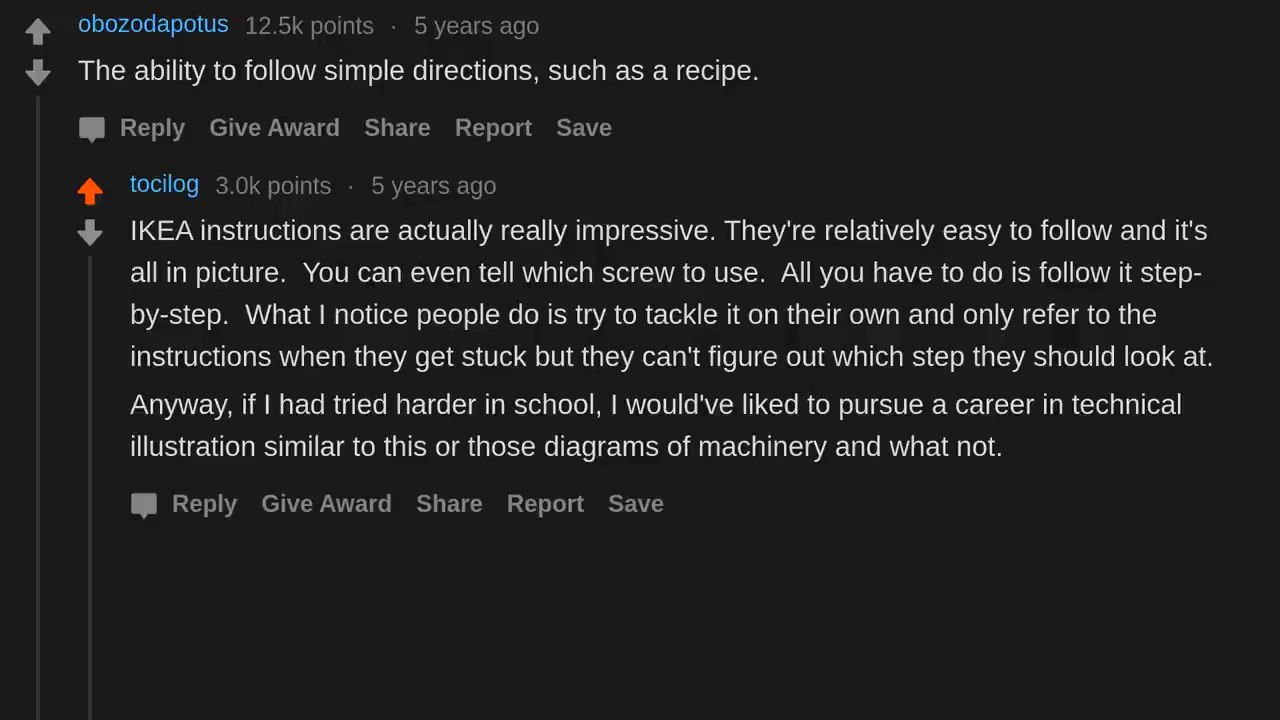 obozodapotus 12.5k points · 5 years ago
The ability to follow simple directions, such as a recipe.
Reply Give Award Share Report Save
tocilog 3.0k points · 5 years ago
IKEA instructions are actually really impressive. They're relatively easy to follow and it's
all in picture.  You can even tell which screw to use.  All you have to do is follow it step-
by-step.  What I notice people do is try to tackle it on their own and only refer to the
instructions when they get stuck but they can't figure out which step they should look at.
Anyway, if I had tried harder in school, I would've liked to pursue a career in technical
illustration similar to this or those diagrams of machinery and what not.
Reply Give Award Share Report Save